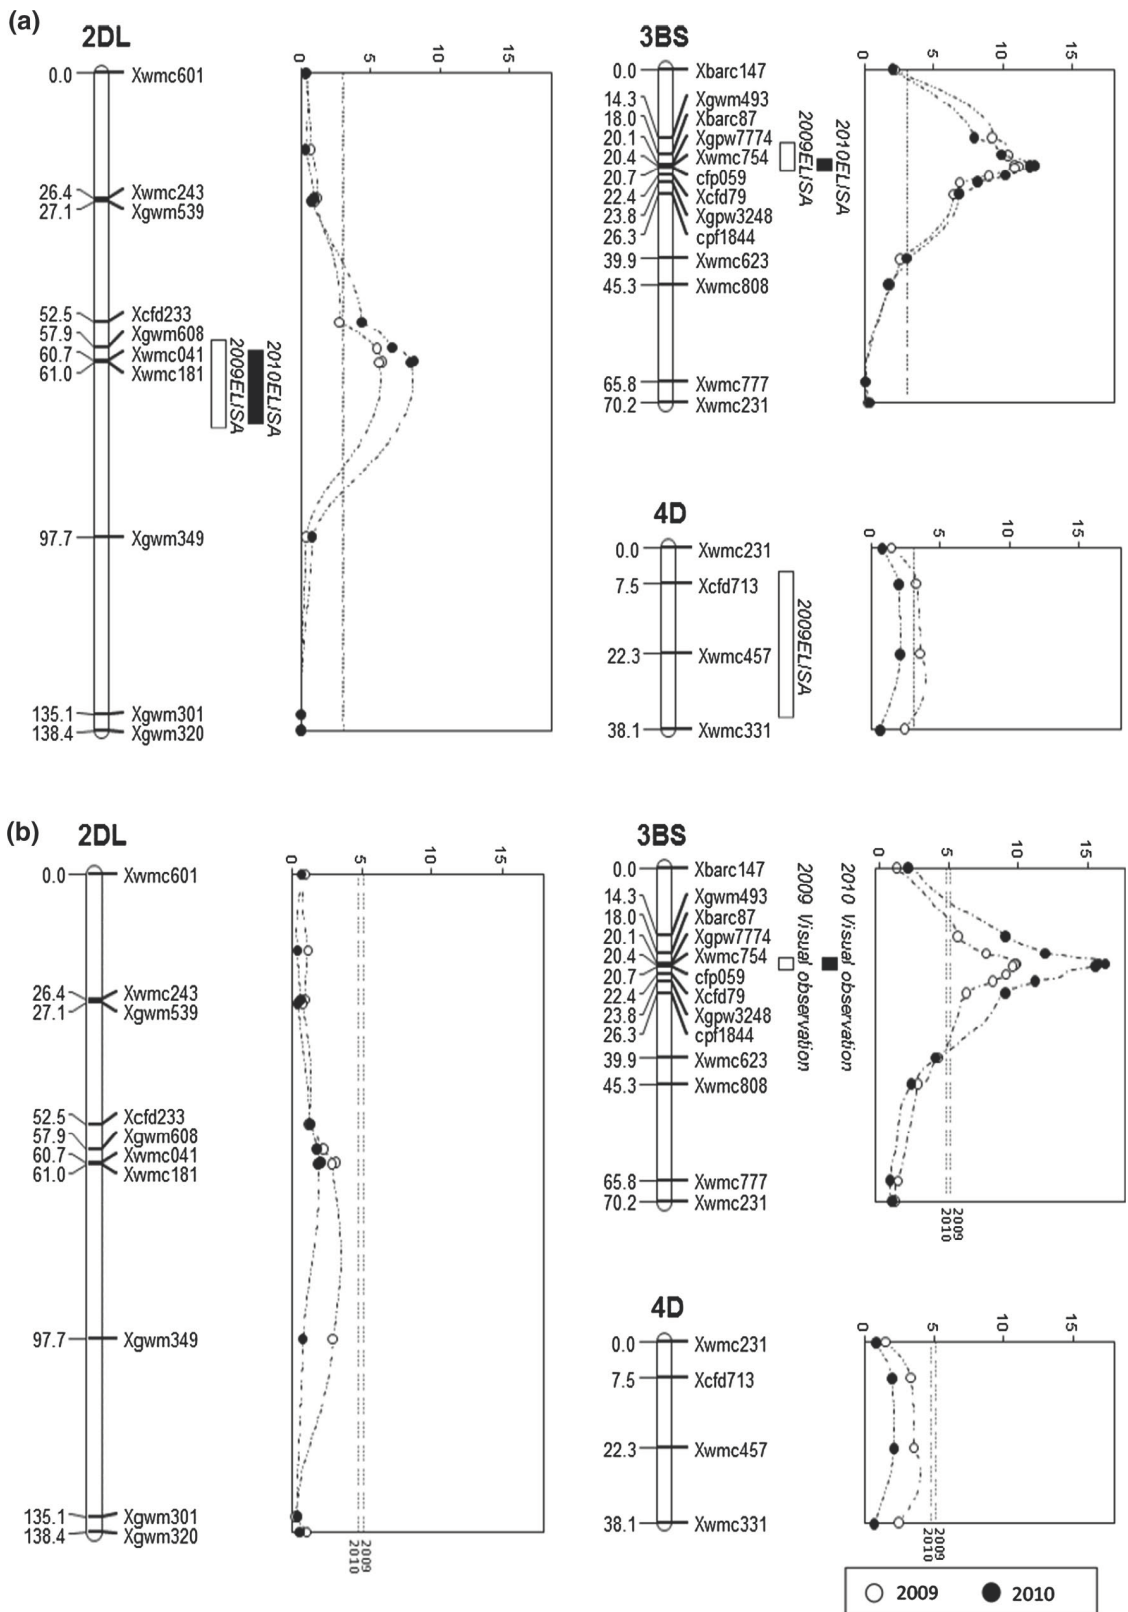 (a)
2DL
0.0 Xwmc601
26.4 Xwmc243
27.1 Xgwm539
52.5 Xcfd233
57.9 Xgwm608
60.7 Xwmc041
61.0 Xwmc181
97.7 Xgwm349
135.1 Xgwm301
138.4 Xgwm320
2009ELISA
2010ELISA
0 5 10 15
3BS
0.0 Xbarc147
14.3 Xgwm493
18.0 Xbarc87
20.1 Xgpw7774
20.4 Xwmc754
20.7 cfp059
22.4 Xcfd79
23.8 Xgpw3248
26.3 cpf1844
39.9 Xwmc623
45.3 Xwmc808
65.8 Xwmc777
70.2 Xwmc231
2009ELISA
2010ELISA
0 5 10 15
4D
0.0 Xwmc231
7.5 Xcfd713
22.3 Xwmc457
38.1 Xwmc331
2009ELISA
0 5 10 15
(b)
2DL
0.0 Xwmc601
26.4 Xwmc243
27.1 Xgwm539
52.5 Xcfd233
57.9 Xgwm608
60.7 Xwmc041
61.0 Xwmc181
97.7 Xgwm349
135.1 Xgwm301
138.4 Xgwm320
0 5 10 15
2009
2010
3BS
0.0 Xbarc147
14.3 Xgwm493
18.0 Xbarc87
20.1 Xgpw7774
20.4 Xwmc754
20.7 cfp059
22.4 Xcfd79
23.8 Xgpw3248
26.3 cpf1844
39.9 Xwmc623
45.3 Xwmc808
65.8 Xwmc777
70.2 Xwmc231
2009 Visual observation
2010 Visual observation
0 5 10 15
2009
2010
4D
0.0 Xwmc231
7.5 Xcfd713
22.3 Xwmc457
38.1 Xwmc331
0 5 10 15
2009
2010
2009 2010